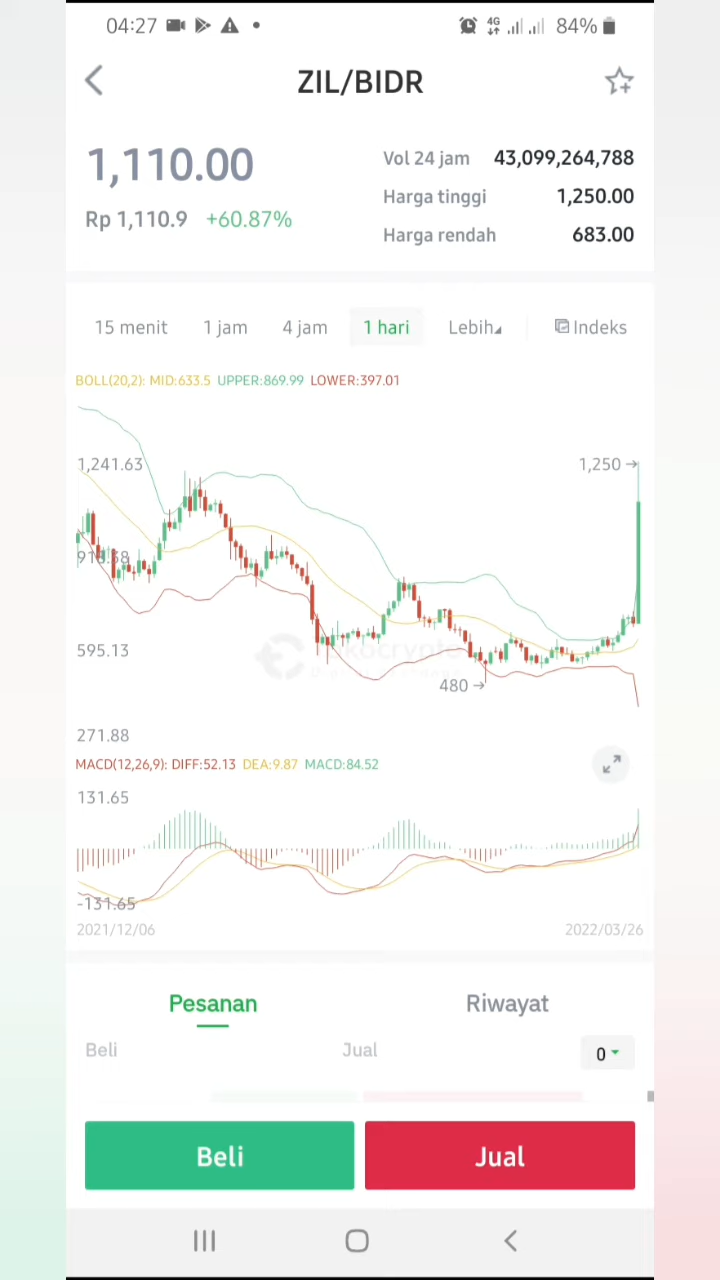 04:27 4G 84%
ZIL/BIDR
1,110.00
Rp 1,110.9 +60.87%
Vol 24 jam 43,099,264,788
Harga tinggi 1,250.00
Harga rendah 683.00
15 menit 1 jam 4 jam 1 hari Lebih Indeks
BOLL(20,2): MID:633.5 UPPER:869.99 LOWER:397.01
1,241.63
1,250
918.38
595.13
480
271.88
MACD(12,26,9): DIFF:52.13 DEA:9.87 MACD:84.52
131.65
-131.65
2021/12/06 2022/03/26
Pesanan Riwayat
Beli Jual 0
Beli Jual